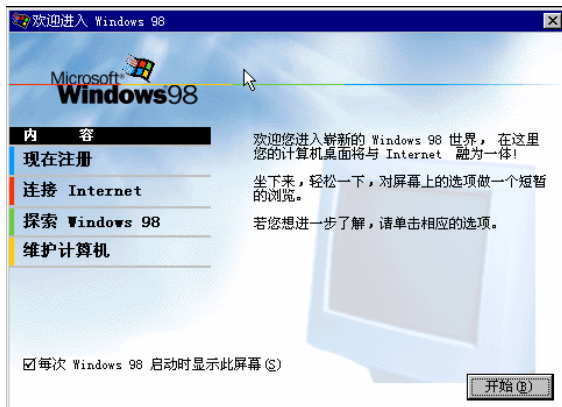 欢迎进入 Windows 98
Microsoft®
Windows98
内 容
现在注册
连接 Internet
探索 Windows 98
维护计算机
欢迎您进入崭新的 Windows 98 世界，在这里
您的计算机桌面将与 Internet 融为一体!
坐下来，轻松一下，对屏幕上的选项做一个短暂
的浏览。
若您想进一步了解，请单击相应的选项。
每次 Windows 98 启动时显示此屏幕(S)
开始(B)